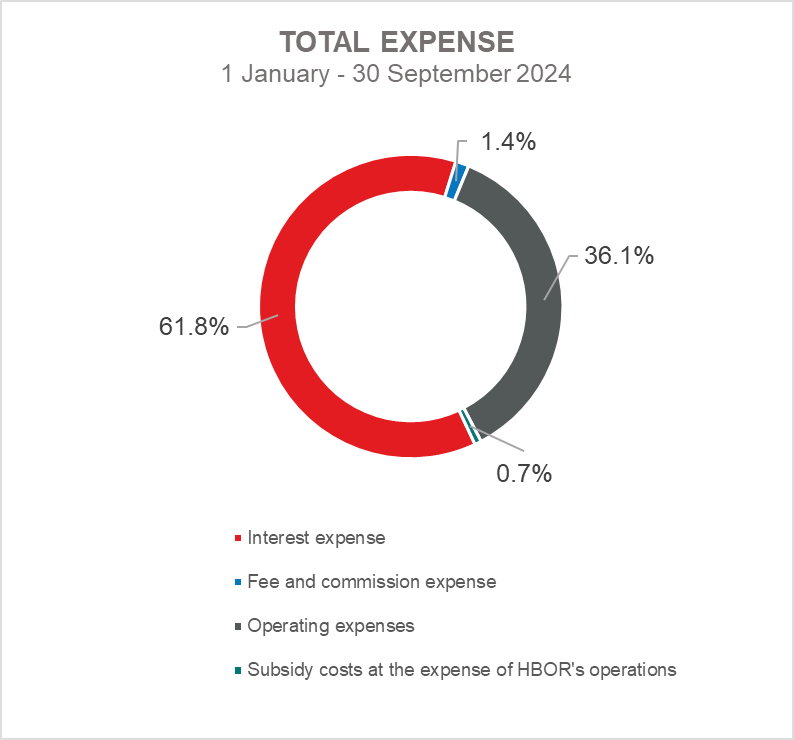 TOTAL EXPENSE
1 January - 30 September 2024
1.4%
36.1%
61.8%
0.7%
Interest expense
Fee and commission expense
Operating expenses
Subsidy costs at the expense of HBOR's operations